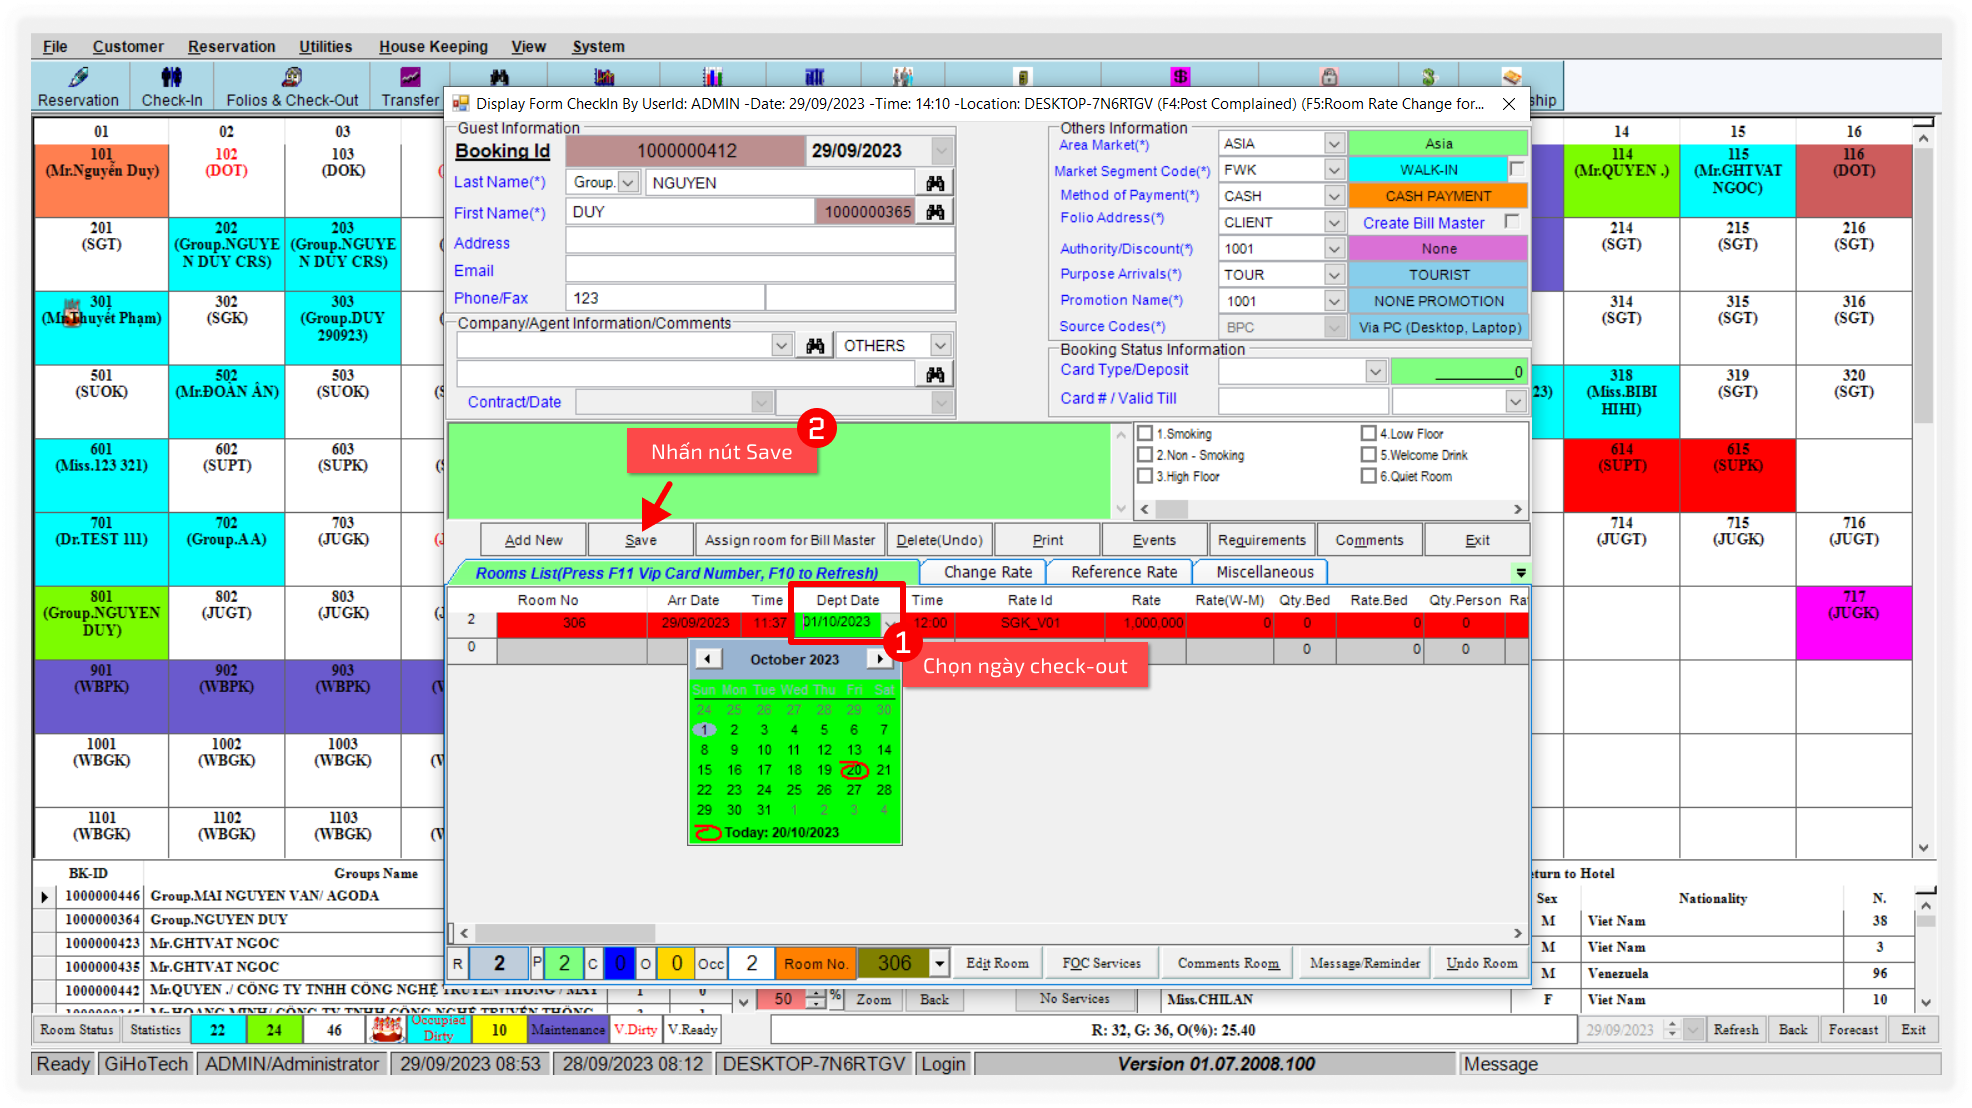 File Customer Reservation Utilities House Keeping View System
Reservation Check-In Folios & Check-Out Transfer
Display Form CheckIn By UserId: ADMIN -Date: 29/09/2023 -Time: 14:10 -Location: DESKTOP-7N6RTGV (F4:Post Complained) (F5:Room Rate Change for...
01 02 03 14 15 16
101 (Mr.Nguyễn Duy) 102 (DOT) 103 (DOK) 114 (Mr.QUYEN .) 115 (Mr.GHTVAT NGOC) 116 (DOT)
201 (SGT) 202 (Group.NGUYEN DUY CRS) 203 (Group.NGUYEN DUY CRS) 214 (SGT) 215 (SGT) 216 (SGT)
301 (Mr.Thuyết Phạm) 302 (SGK) 303 (Group.DUY 290923) 314 (SGT) 315 (SGT) 316 (SGT)
501 (SUOK) 502 (Mr.ĐOÀN ÂN) 503 (SUOK) 23) 318 (Miss.BIBI HIHI) 319 (SGT) 320 (SGT)
601 (Miss.123 321) 602 (SUPT) 603 (SUPK) 614 (SUPT) 615 (SUPK)
701 (Dr.TEST 111) 702 (Group.A A) 703 (JUGK) 714 (JUGT) 715 (JUGK) 716 (JUGT)
801 (Group.NGUYEN DUY) 802 (JUGT) 803 (JUGK) 717 (JUGK)
901 (WBPK) 902 (WBPK) 903 (WBPK)
1001 (WBGK) 1002 (WBGK) 1003 (WBGK)
1101 (WBGK) 1102 (WBGK) 1103 (WBGK)
Guest Information
Booking Id 1000000412 29/09/2023
Last Name(*) Group. NGUYEN
First Name(*) DUY 1000000365
Address
Email
Phone/Fax 123
Company/Agent Information/Comments
OTHERS
Contract/Date
Others Information
Area Market(*) ASIA Asia
Market Segment Code(*) FWK WALK-IN
Method of Payment(*) CASH CASH PAYMENT
Folio Address(*) CLIENT Create Bill Master
Authority/Discount(*) 1001 None
Purpose Arrivals(*) TOUR TOURIST
Promotion Name(*) 1001 NONE PROMOTION
Source Codes(*) BPC Via PC (Desktop, Laptop)
Booking Status Information
Card Type/Deposit 0
Card # / Valid Till
2
Nhấn nút Save
1.Smoking 4.Low Floor
2.Non - Smoking 5.Welcome Drink
3.High Floor 6.Quiet Room
Add New Save Assign room for Bill Master Delete(Undo) Print Events Requirements Comments Exit
Rooms List(Press F11 Vip Card Number, F10 to Refresh) Change Rate Reference Rate Miscellaneous
Room No Arr Date Time Dept Date Time Rate Id Rate Rate(W-M) Qty.Bed Rate.Bed Qty.Person Rat
2 306 29/09/2023 11:37 01/10/2023 12:00 SGK_V01 1,000,000 0 0 0 0
0 0 0 0
1
Chọn ngày check-out
October 2023
Sun Mon Tue Wed Thu Fri Sat
24 25 26 27 28 29 30
1 2 3 4 5 6 7
8 9 10 11 12 13 14
15 16 17 18 19 20 21
22 23 24 25 26 27 28
29 30 31 1 2 3 4
Today: 20/10/2023
R 2 P 2 C 0 O 0 Occ 2 Room No. 306 Edit Room FOC Services Comments Room Message/Reminder Undo Room
BK-ID Groups Name
1000000446 Group.MAI NGUYEN VAN/ AGODA
1000000364 Group.NGUYEN DUY
1000000423 Mr.GHTVAT NGOC
1000000435 Mr.GHTVAT NGOC
1000000442 Mr.QUYEN ./ CÔNG TY TNHH CÔNG NGHỆ TRUYỀN THÔNG / MAY 1 0
50 % Zoom Back No Services Miss.CHILAN
eturn to Hotel
Sex Nationality N.
M Viet Nam 38
M Viet Nam 3
M Venezuela 96
F Viet Nam 10
Room Status Statistics 22 24 46 Occupied Dirty 10 Maintenance V.Dirty V.Ready R: 32, G: 36, O(%): 25.40 29/09/2023 Refresh Back Forecast Exit
Ready GiHoTech ADMIN/Administrator 29/09/2023 08:53 28/09/2023 08:12 DESKTOP-7N6RTGV Login Version 01.07.2008.100 Message